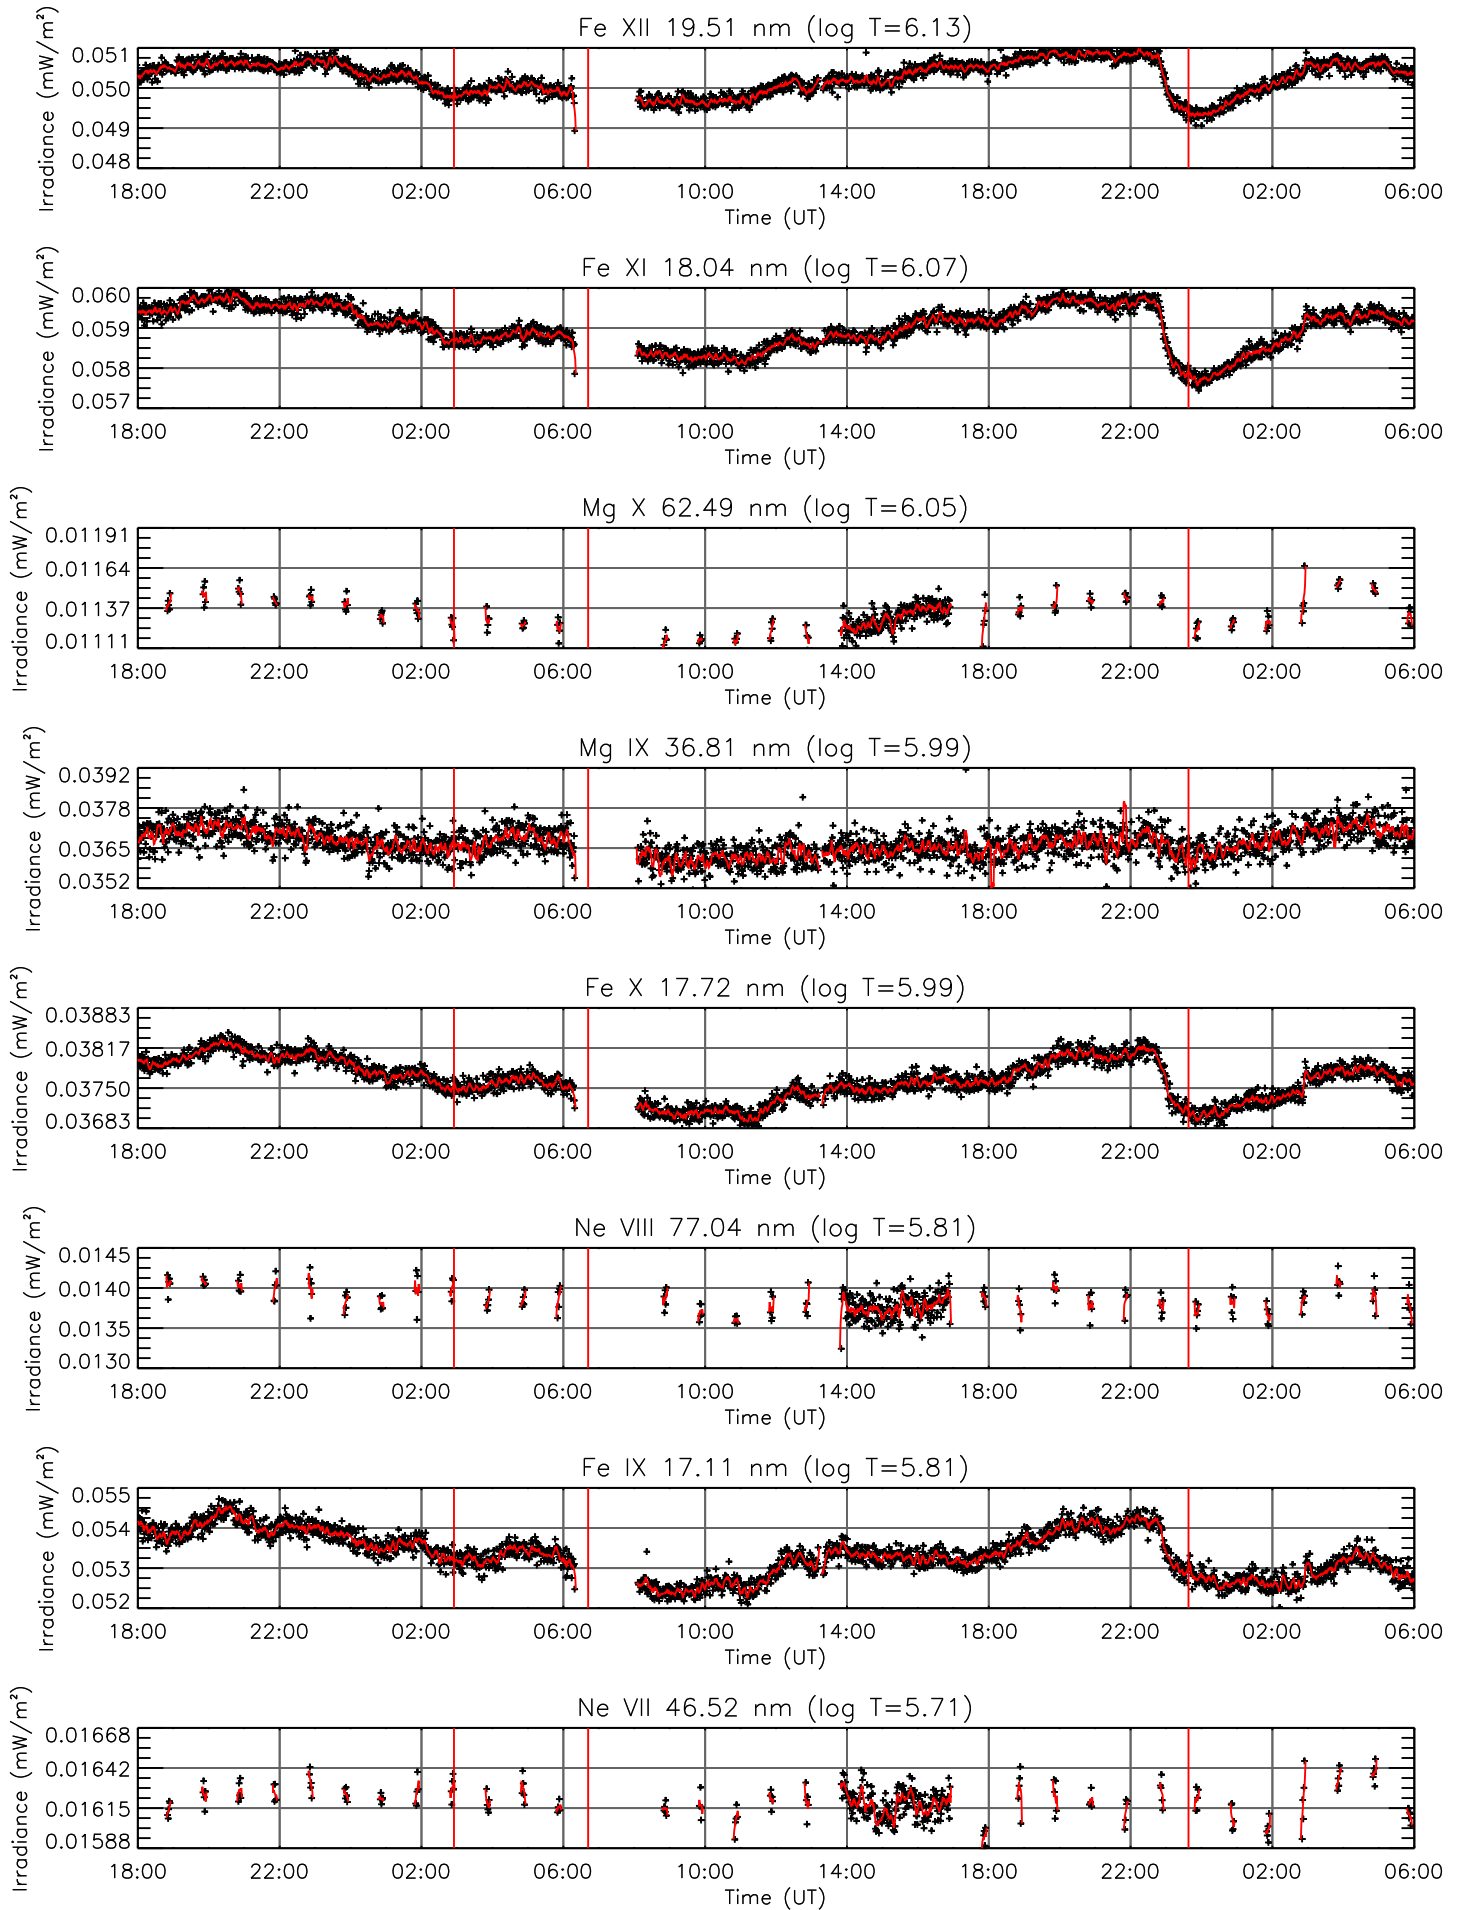 Fe XII 19.51 nm (log T=6.13)
Irradiance (mW/m²)
0.051
0.050
0.049
0.048
18:00 22:00 02:00 06:00 10:00 14:00 18:00 22:00 02:00 06:00
Time (UT)
Fe XI 18.04 nm (log T=6.07)
Irradiance (mW/m²)
0.060
0.059
0.058
0.057
18:00 22:00 02:00 06:00 10:00 14:00 18:00 22:00 02:00 06:00
Time (UT)
Mg X 62.49 nm (log T=6.05)
Irradiance (mW/m²)
0.01191
0.01164
0.01137
0.01111
18:00 22:00 02:00 06:00 10:00 14:00 18:00 22:00 02:00 06:00
Time (UT)
Mg IX 36.81 nm (log T=5.99)
Irradiance (mW/m²)
0.0392
0.0378
0.0365
0.0352
18:00 22:00 02:00 06:00 10:00 14:00 18:00 22:00 02:00 06:00
Time (UT)
Fe X 17.72 nm (log T=5.99)
Irradiance (mW/m²)
0.03883
0.03817
0.03750
0.03683
18:00 22:00 02:00 06:00 10:00 14:00 18:00 22:00 02:00 06:00
Time (UT)
Ne VIII 77.04 nm (log T=5.81)
Irradiance (mW/m²)
0.0145
0.0140
0.0135
0.0130
18:00 22:00 02:00 06:00 10:00 14:00 18:00 22:00 02:00 06:00
Time (UT)
Fe IX 17.11 nm (log T=5.81)
Irradiance (mW/m²)
0.055
0.054
0.053
0.052
18:00 22:00 02:00 06:00 10:00 14:00 18:00 22:00 02:00 06:00
Time (UT)
Ne VII 46.52 nm (log T=5.71)
Irradiance (mW/m²)
0.01668
0.01642
0.01615
0.01588
18:00 22:00 02:00 06:00 10:00 14:00 18:00 22:00 02:00 06:00
Time (UT)